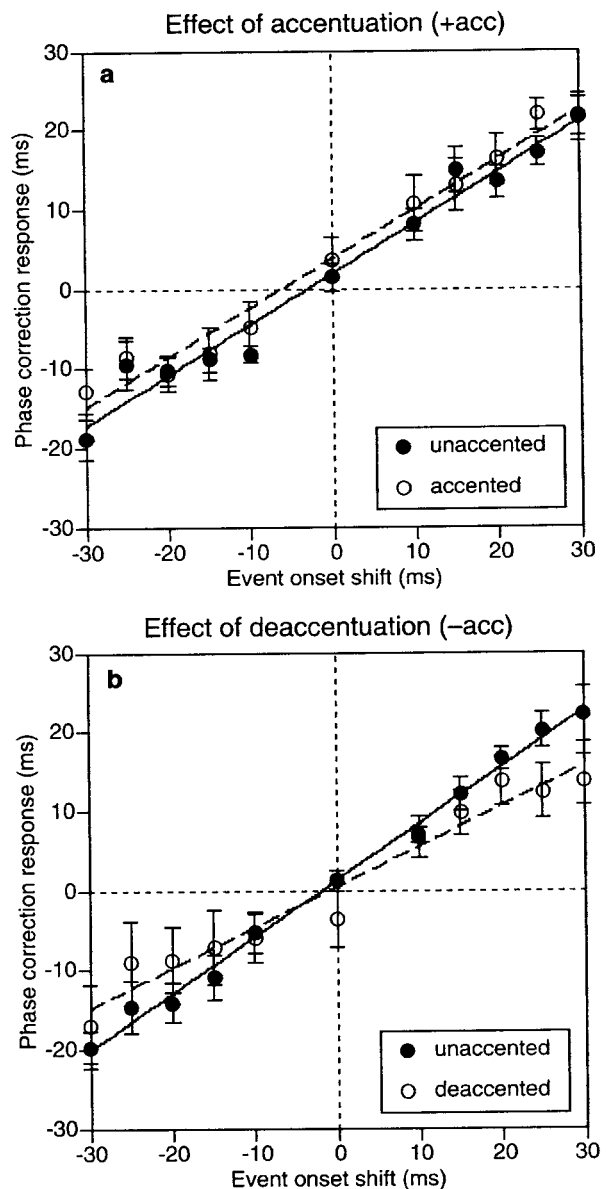 Effect of accentuation (+acc)
a
30
20
10
0
-10
-20
-30
Phase correction response (ms)
unaccented
accented
-30 -20 -10 0 10 20 30
Event onset shift (ms)
Effect of deaccentuation (–acc)
b
30
20
10
0
-10
-20
-30
Phase correction response (ms)
unaccented
deaccented
-30 -20 -10 0 10 20 30
Event onset shift (ms)